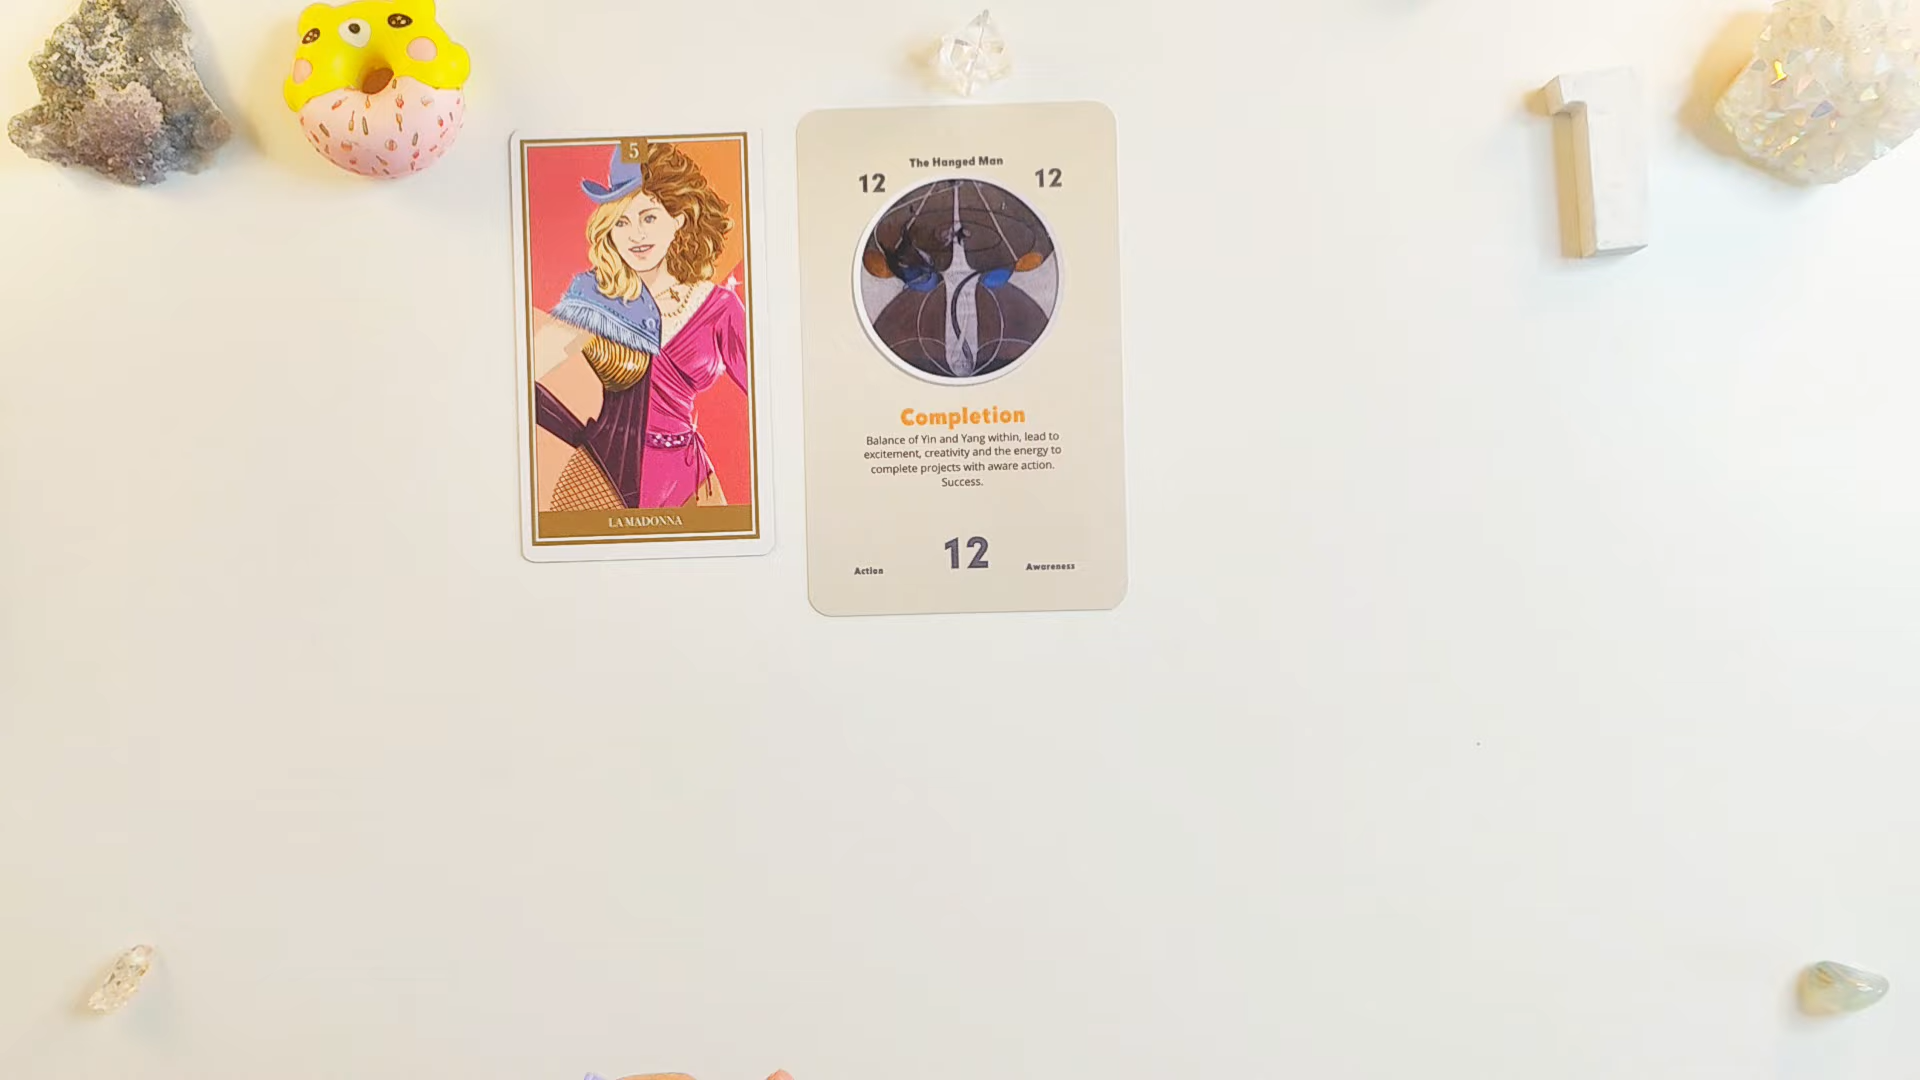 5
LA MADONNA
The Hanged Man
12
12
Completion
Balance of Yin and Yang within, lead to
excitement, creativity and the energy to
complete projects with aware action.
Success.
12
Action
Awareness
1